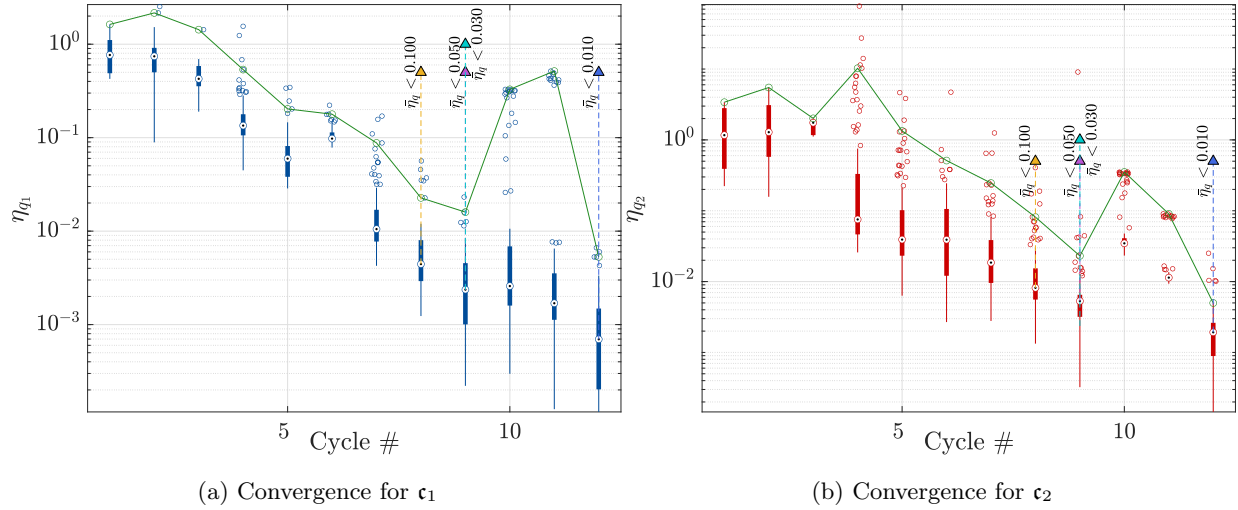 10^0
10^{-1}
10^{-2}
10^{-3}
η_{q_1}
η̄_q < 0.100
η̄_q < 0.050
η̄_q < 0.030
η̄_q < 0.010
5
10
Cycle #
(a) Convergence for 𝔠_1
10^0
10^{-2}
η_{q_2}
η̄_q < 0.100
η̄_q < 0.050
η̄_q < 0.030
η̄_q < 0.010
5
10
Cycle #
(b) Convergence for 𝔠_2